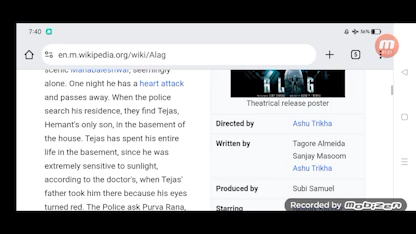 7:40
56%
en.m.wikipedia.org/wiki/Alag
5
scenic Mahabaleshwar, seemingly
alone. One night he has a heart attack
and passes away. When the police
search his residence, they find Tejas,
Hemant's only son, in the basement of
the house. Tejas has spent his entire
life in the basement, since he was
extremely sensitive to sunlight,
according to the doctor's, when Tejas'
father took him there because his eyes
turned red. The Police ask Purva Rana,
ALAG
Theatrical release poster
Directed by Ashu Trikha
Written by Tagore Almeida
Sanjay Masoom
Ashu Trikha
Produced by Subi Samuel
Starring
Recorded by Mobizen